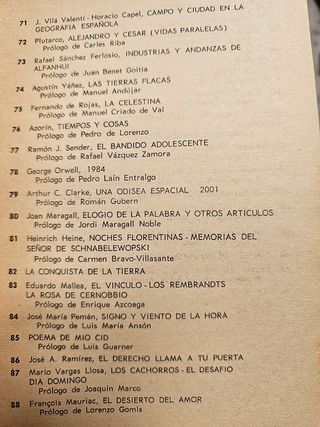 71 J. Vilá Valentí - Horacio Capel, CAMPO Y CIUDAD EN LA
GEOGRAFIA ESPAÑOLA
72 Plutarco, ALEJANDRO Y CESAR (VIDAS PARALELAS)
Prólogo de Carles Riba
73 Rafael Sánchez Ferlosio, INDUSTRIAS Y ANDANZAS DE
ALFANHUI
Prólogo de Juan Benet Goitia
74 Agustín Yáñez, LAS TIERRAS FLACAS
Prólogo de Manuel Andújar
75 Fernando de Rojas, LA CELESTINA
Prólogo de Manuel Criado de Val
76 Azorín, TIEMPOS Y COSAS
Prólogo de Pedro de Lorenzo
77 Ramón J. Sender, EL BANDIDO ADOLESCENTE
Prólogo de Rafael Vázquez Zamora
78 George Orwell, 1984
Prólogo de Pedro Laín Entralgo
79 Arthur C. Clarke, UNA ODISEA ESPACIAL 2001
Prólogo de Román Gubern
80 Joan Maragall, ELOGIO DE LA PALABRA Y OTROS ARTICULOS
Prólogo de Jordi Maragall Noble
81 Heinrich Heine, NOCHES FLORENTINAS - MEMORIAS DEL
SEÑOR DE SCHNABELEWOPSKI
Prólogo de Carmen Bravo-Villasante
82 LA CONQUISTA DE LA TIERRA
83 Eduardo Mallea, EL VINCULO - LOS REMBRANDTS
LA ROSA DE CERNOBBIO
Prólogo de Enrique Azcoaga
84 José María Pemán, SIGNO Y VIENTO DE LA HORA
Prólogo de Luis María Ansón
85 POEMA DE MIO CID
Prólogo de Luis Guarner
86 José A. Ramírez, EL DERECHO LLAMA A TU PUERTA
87 Mario Vargas Llosa, LOS CACHORROS - EL DESAFIO
DIA DOMINGO
Prólogo de Joaquín Marco
88 François Mauriac, EL DESIERTO DEL AMOR
Prólogo de Lorenzo Gomis